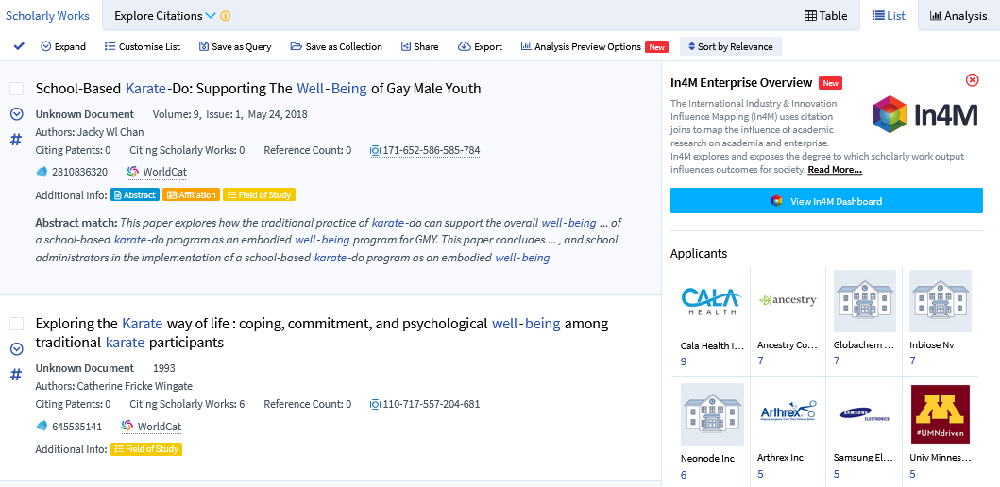 Scholarly Works
Explore Citations
Table
List
Analysis
Expand
Customise List
Save as Query
Save as Collection
Share
Export
Analysis Preview Options New
Sort by Relevance
School-Based Karate-Do: Supporting The Well-Being of Gay Male Youth
Unknown Document Volume: 9, Issue: 1, May 24, 2018
Authors: Jacky Wl Chan
Citing Patents: 0 Citing Scholarly Works: 0 Reference Count: 0 171-652-586-585-784
2810836320 WorldCat
Additional Info: Abstract Affiliation Field of Study
Abstract match: This paper explores how the traditional practice of karate-do can support the overall well-being ... of
a school-based karate-do program as an embodied well-being program for GMY. This paper concludes ... , and school
administrators in the implementation of a school-based karate-do program as an embodied well-being
Exploring the Karate way of life : coping, commitment, and psychological well-being among
traditional karate participants
Unknown Document 1993
Authors: Catherine Fricke Wingate
Citing Patents: 0 Citing Scholarly Works: 6 Reference Count: 0 110-717-557-204-681
645535141 WorldCat
Additional Info: Field of Study
In4M Enterprise Overview New
The International Industry & Innovation
Influence Mapping (In4M) uses citation
joins to map the influence of academic
research on academia and enterprise.
In4M explores and exposes the degree to which scholarly work output
influences outcomes for society. Read More...
In4M
View In4M Dashboard
Applicants
CALA
HEALTH
ancestry
Cala Health I...
Ancestry Co...
Globachem ...
Inbiose Nv
9
7
7
7
Arthrex
SAMSUNG
ELECTRONICS
M
#UMNdriven
Neonode Inc
Arthrex Inc
Samsung El...
Univ Minnes...
6
5
5
5